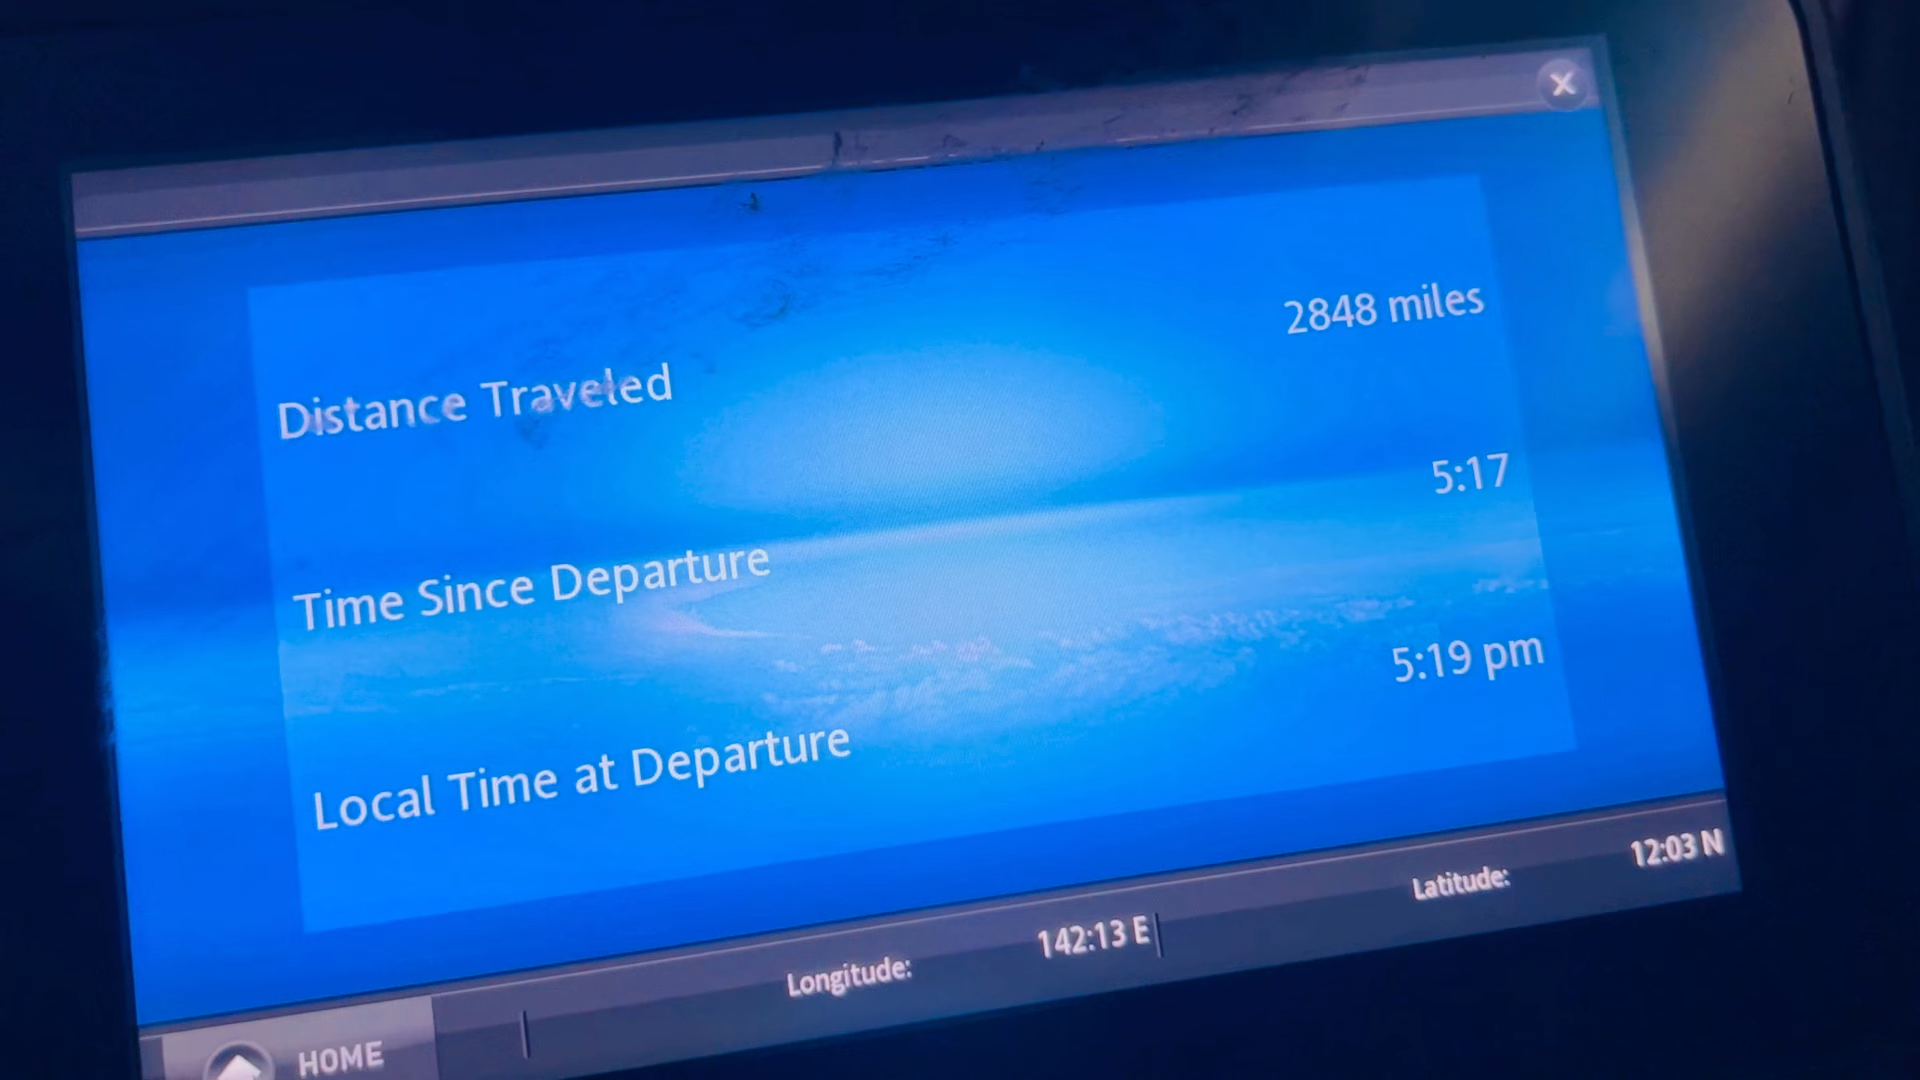 Distance Traveled 2848 miles
Time Since Departure 5:17
Local Time at Departure 5:19 pm
Longitude: 142:13 E Latitude: 12:03 N
HOME